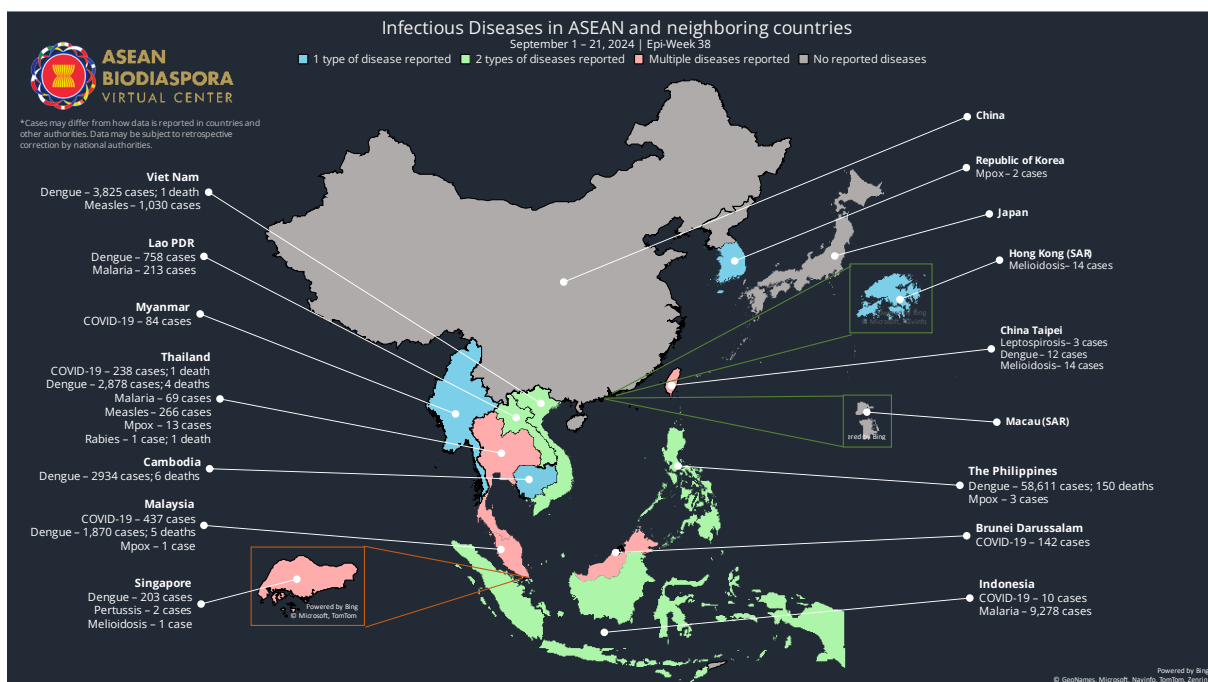 Infectious Diseases in ASEAN and neighboring countries
September 1 – 21, 2024 | Epi-Week 38
1 type of disease reported 2 types of diseases reported Multiple diseases reported No reported diseases
ASEAN
BIODIASPORA
VIRTUAL CENTER
*Cases may differ from how data is reported in countries and
other authorities. Data may be subject to retrospective
correction by national authorities.
Viet Nam
Dengue – 3,825 cases; 1 death
Measles – 1,030 cases
Lao PDR
Dengue – 758 cases
Malaria – 213 cases
Myanmar
COVID-19 – 84 cases
Thailand
COVID-19 – 238 cases; 1 death
Dengue – 2,878 cases; 4 deaths
Malaria – 69 cases
Measles – 266 cases
Mpox – 13 cases
Rabies – 1 case; 1 death
Cambodia
Dengue – 2934 cases; 6 deaths
Malaysia
COVID-19 – 437 cases
Dengue – 1,870 cases; 5 deaths
Mpox – 1 case
Singapore
Dengue – 203 cases
Pertussis – 2 cases
Melioidosis – 1 case
Powered by Bing
© Microsoft, TomTom
China
Republic of Korea
Mpox – 2 cases
Japan
Hong Kong (SAR)
Melioidosis– 14 cases
China Taipei
Leptospirosis– 3 cases
Dengue – 12 cases
Melioidosis– 14 cases
Macau (SAR)
ered by Bing
The Philippines
Dengue – 58,611 cases; 150 deaths
Mpox – 3 cases
Brunei Darussalam
COVID-19 – 142 cases
Indonesia
COVID-19 – 10 cases
Malaria – 9,278 cases
Powered by Bing
© GeoNames, Microsoft, Navinfo, TomTom, Zenrin